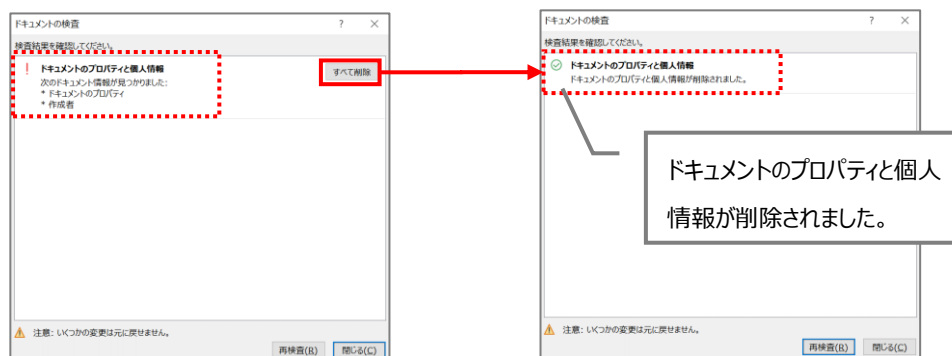 ドキュメントの検査
? ×
検査結果を確認してください。
! ドキュメントのプロパティと個人情報
すべて削除
次のドキュメント情報が見つかりました:
* ドキュメントのプロパティ
* 作成者
注意: いくつかの変更は元に戻せません。
再検査(R) 閉じる(C)
ドキュメントの検査
? ×
検査結果を確認してください。
ドキュメントのプロパティと個人情報
ドキュメントのプロパティと個人情報が削除されました。
ドキュメントのプロパティと個人
情報が削除されました。
注意: いくつかの変更は元に戻せません。
再検査(R) 閉じる(C)